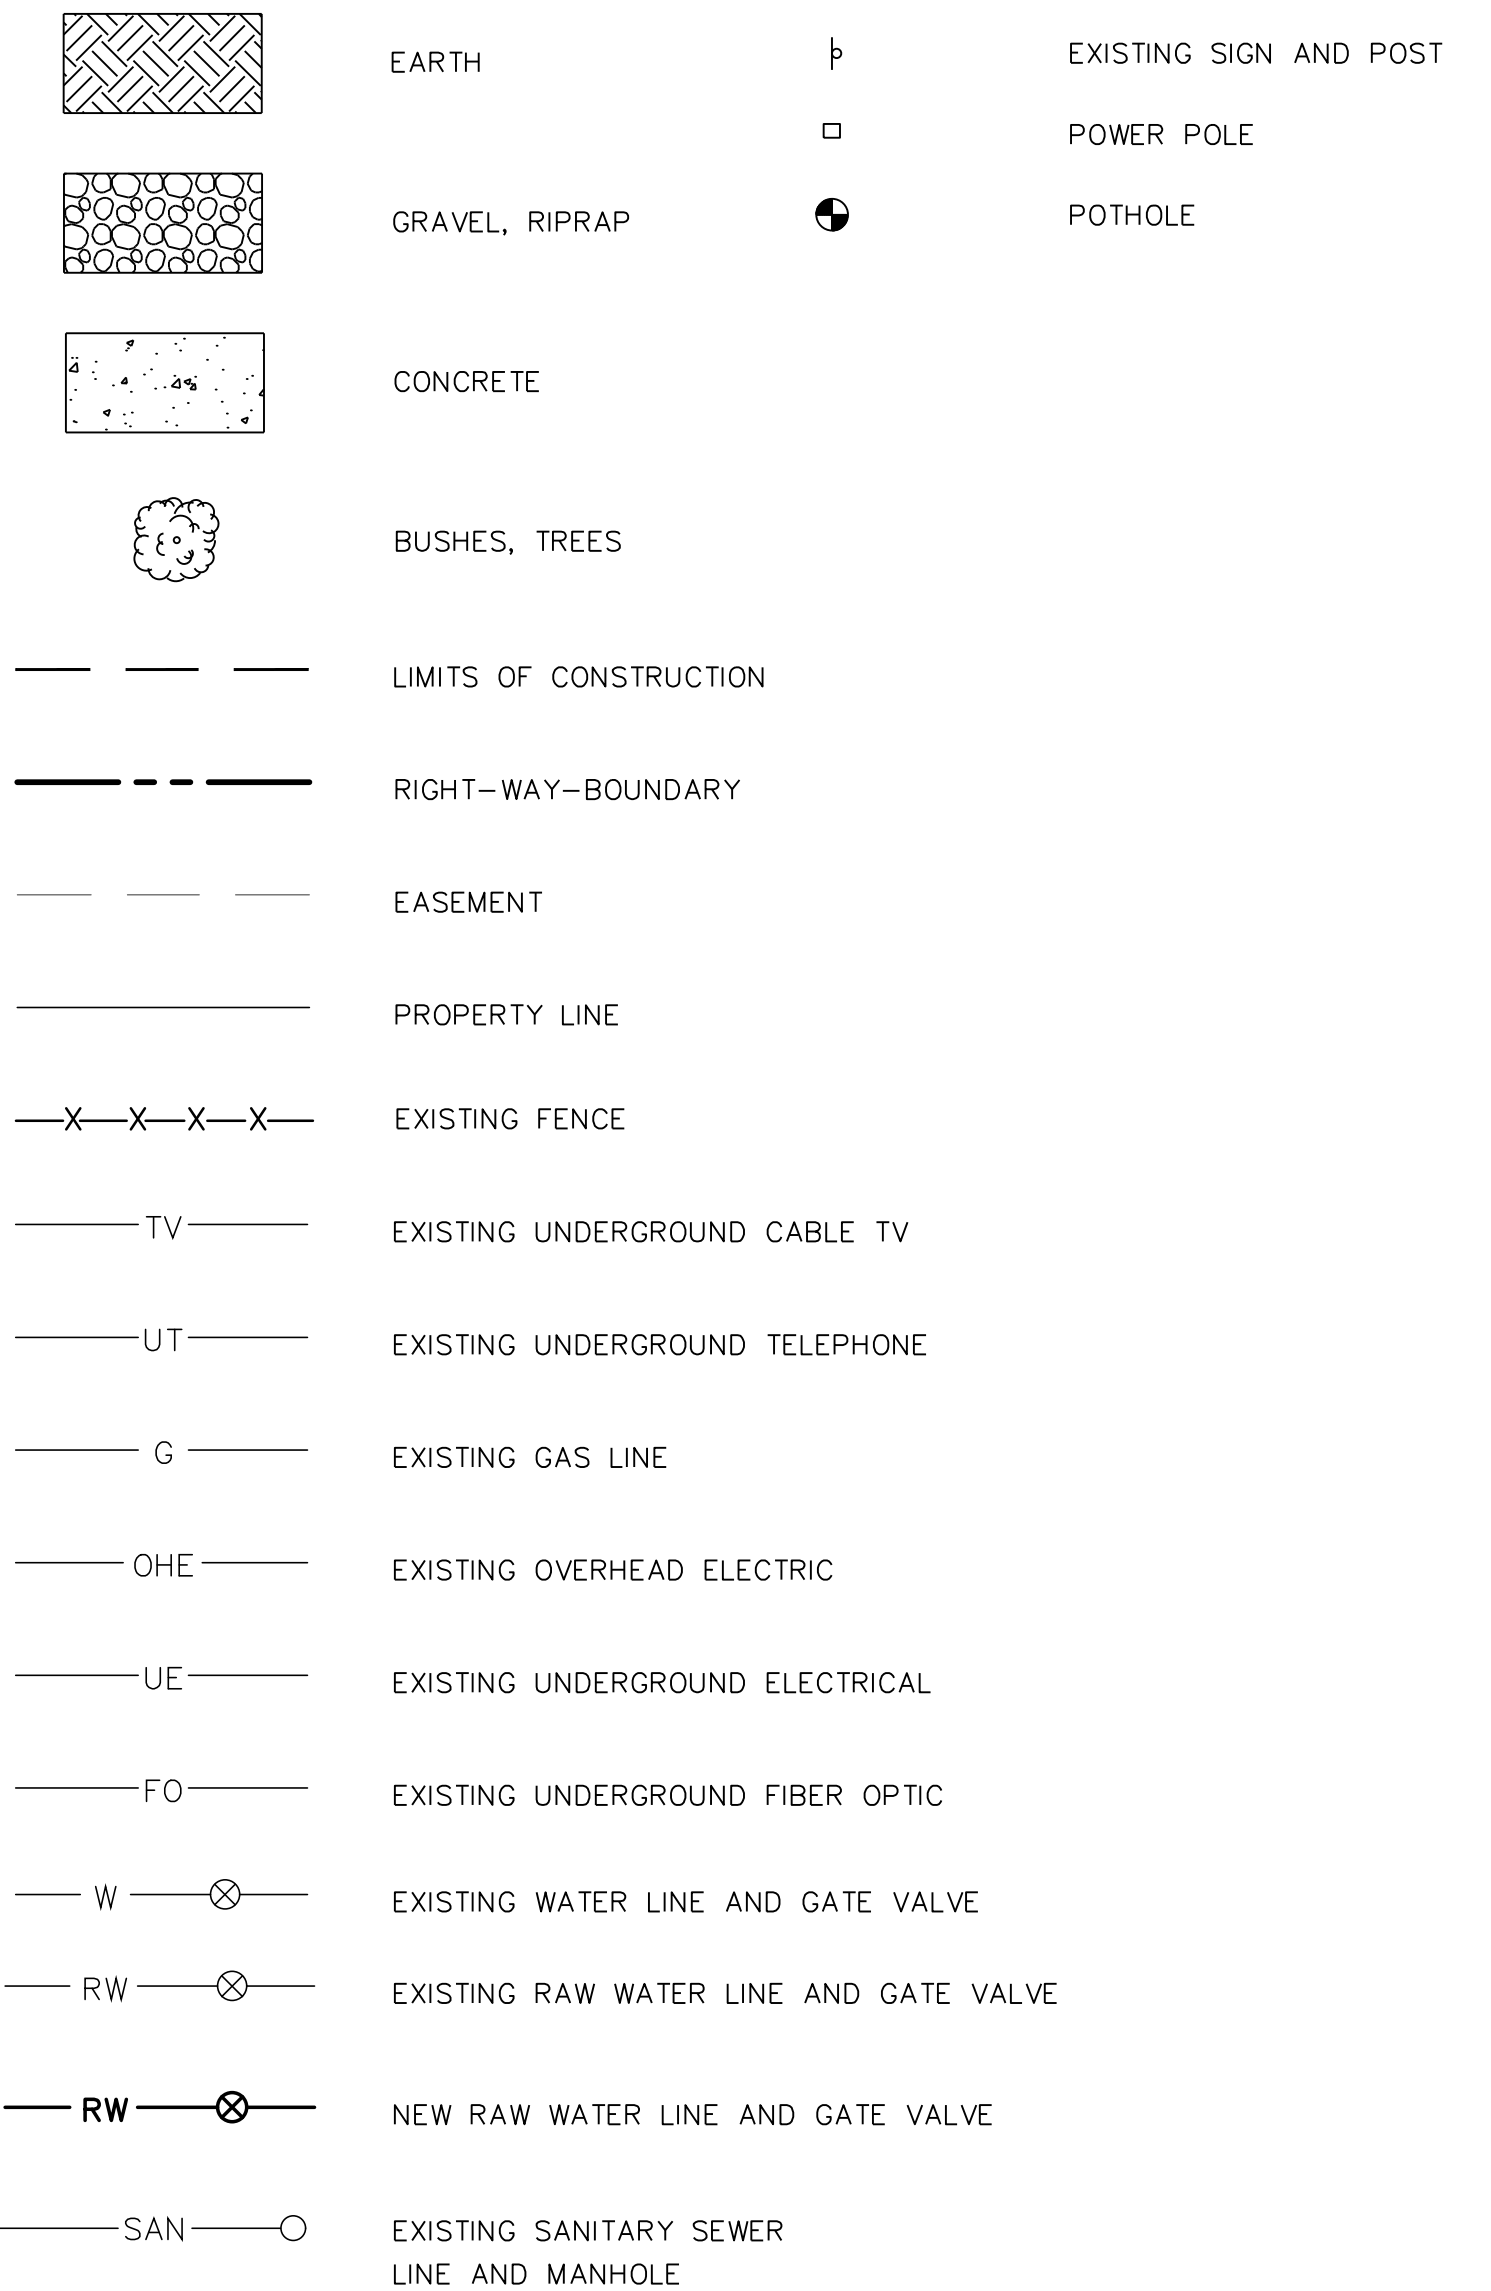 EARTH
GRAVEL, RIPRAP
CONCRETE
BUSHES, TREES
LIMITS OF CONSTRUCTION
RIGHT-WAY-BOUNDARY
EASEMENT
PROPERTY LINE
X X X X EXISTING FENCE
TV EXISTING UNDERGROUND CABLE TV
UT EXISTING UNDERGROUND TELEPHONE
G EXISTING GAS LINE
OHE EXISTING OVERHEAD ELECTRIC
UE EXISTING UNDERGROUND ELECTRICAL
FO EXISTING UNDERGROUND FIBER OPTIC
W EXISTING WATER LINE AND GATE VALVE
RW EXISTING RAW WATER LINE AND GATE VALVE
RW NEW RAW WATER LINE AND GATE VALVE
SAN EXISTING SANITARY SEWER
LINE AND MANHOLE
EXISTING SIGN AND POST
POWER POLE
POTHOLE